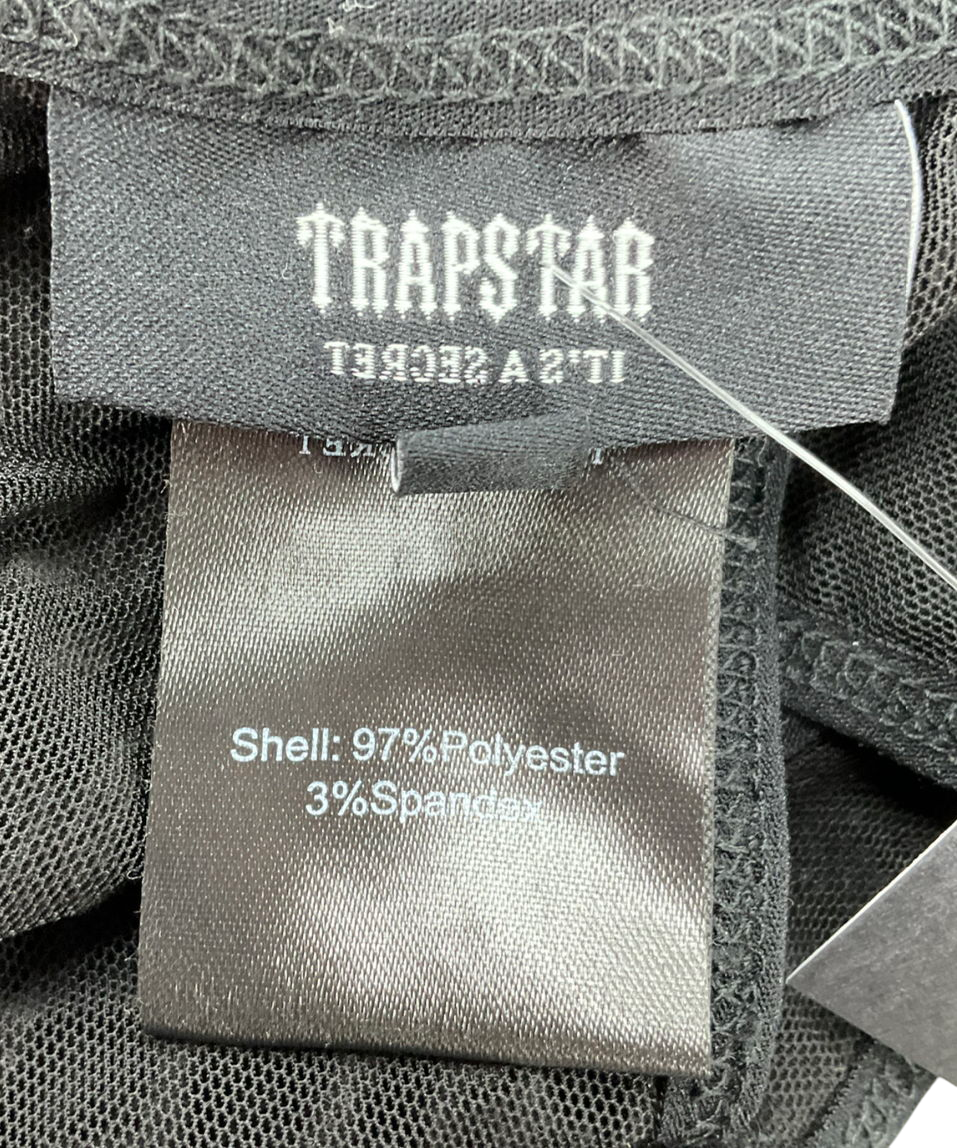 TRAPSTAR
IT'S A SECRET
Shell: 97%Polyester
3%Spandex